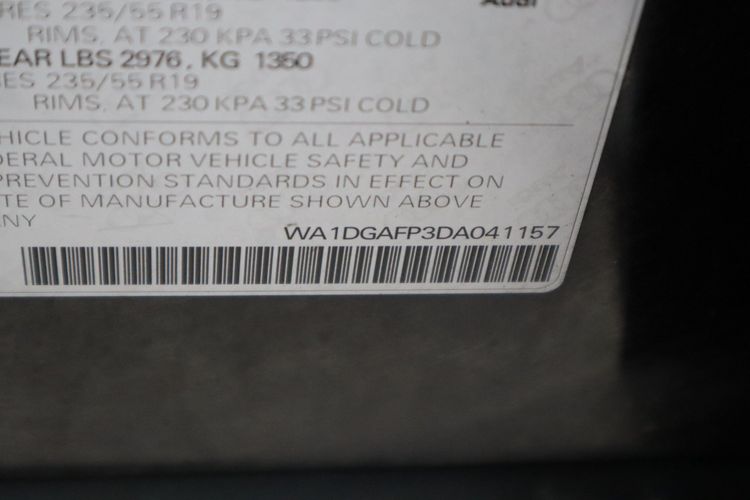 RES 235/55 R19
RIMS, AT 230 KPA 33 PSI COLD
EAR LBS 2976, KG 1350
ES 235/55 R19
RIMS, AT 230 KPA 33 PSI COLD
HICLE CONFORMS TO ALL APPLICABLE
DERAL MOTOR VEHICLE SAFETY AND
PREVENTION STANDARDS IN EFFECT ON
TE OF MANUFACTURE SHOWN ABOVE
ANY
WA1DGAFP3DA041157